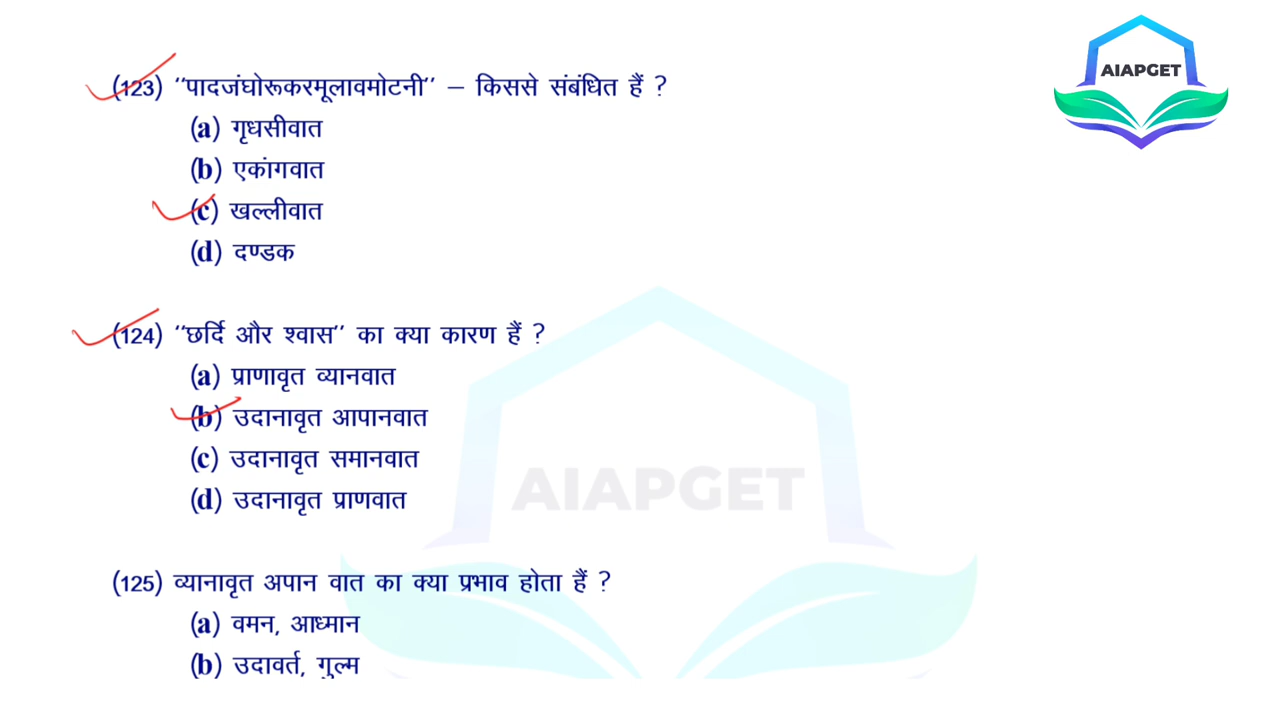 AIAPGET
(123) ‘‘पादजंघोरूकरमूलावमोटनी’’ – किससे संबंधित हैं ?
(a) गृधसीवात
(b) एकांगवात
(c) खल्लीवात
(d) दण्डक
(124) ‘‘छर्दि और श्वास’’ का क्या कारण हैं ?
(a) प्राणावृत व्यानवात
(b) उदानावृत आपानवात
(c) उदानावृत समानवात
(d) उदानावृत प्राणवात
AIAPGET
(125) व्यानावृत अपान वात का क्या प्रभाव होता हैं ?
(a) वमन, आध्मान
(b) उदावर्त, गुल्म